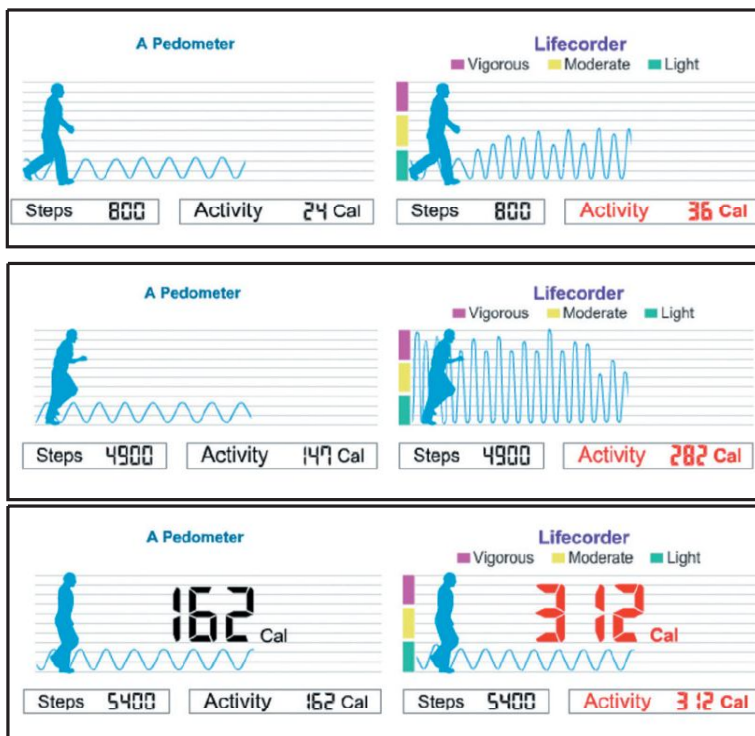 A Pedometer
Lifecorder
Vigorous Moderate Light
Steps 800 Activity 24 Cal
Steps 800 Activity 36 Cal
A Pedometer
Lifecorder
Vigorous Moderate Light
Steps 4900 Activity 147 Cal
Steps 4900 Activity 282 Cal
A Pedometer
Lifecorder
Vigorous Moderate Light
162 Cal
312 Cal
Steps 5400 Activity 162 Cal
Steps 5400 Activity 312 Cal